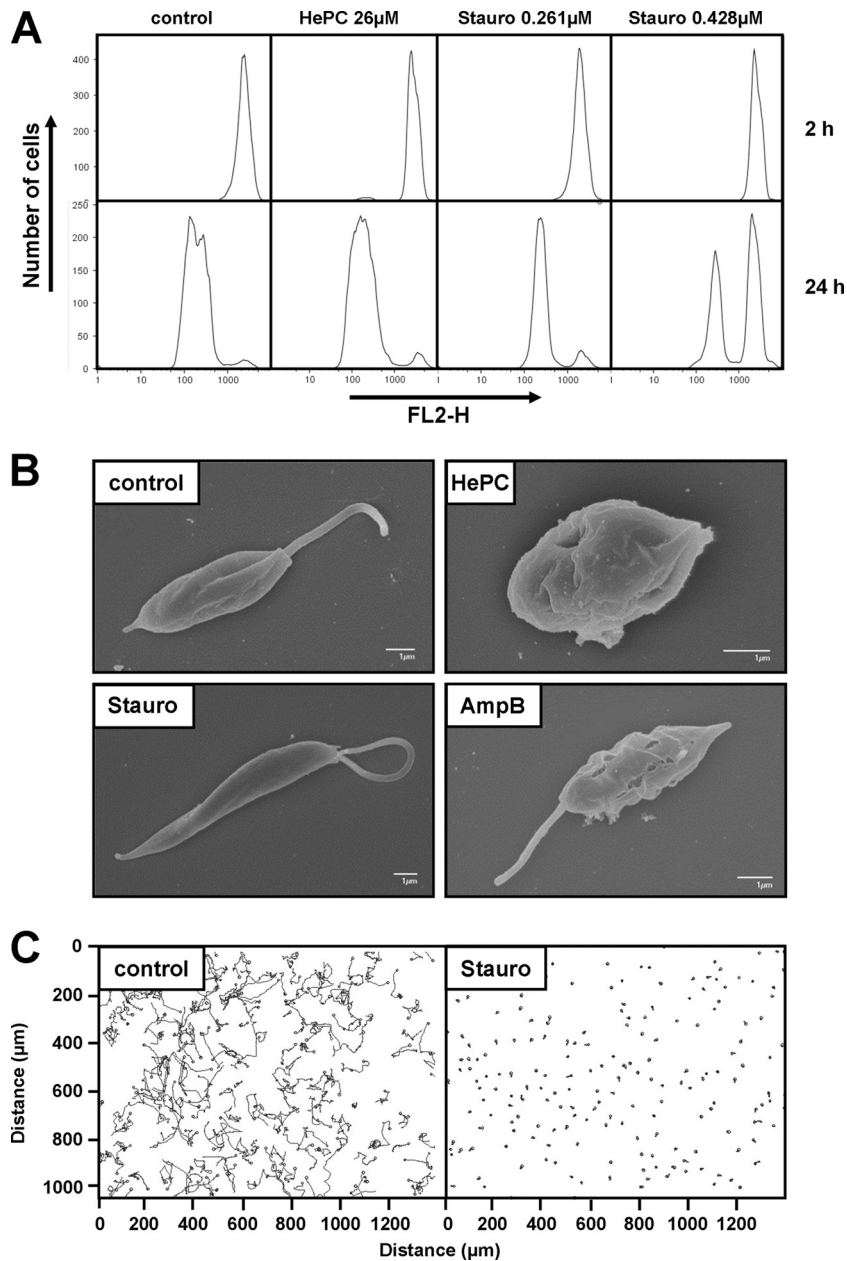 A
control HePC 26µM Stauro 0.261µM Stauro 0.428µM
400
300
200
100
2 h
Number of cells
250
200
150
100
50
0
24 h
1 10 100 1000 10 100 1000 1 10 100 1000 1 10 100 1000
FL2-H
B
control
1µm
HePC
1µm
Stauro
1µm
AmpB
1µm
C
control
Stauro
0
200
400
600
800
1000
Distance (µm)
0 200 400 600 800 1000 1200 0 200 400 600 800 1000 1200
Distance (µm)